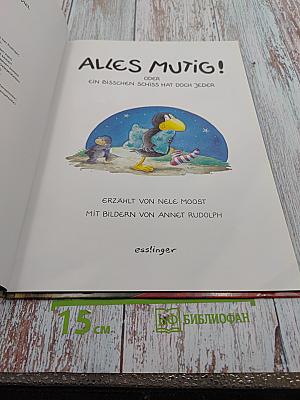 ALLES MUTIG!
ODER
EIN BISSCHEN SCHISS HAT DOCH JEDER
ERZÄHLT VON NELE MOOST
MIT BILDERN VON ANNET RUDOLPH
esslinger
15 СМ.
БИБЛИОФАН